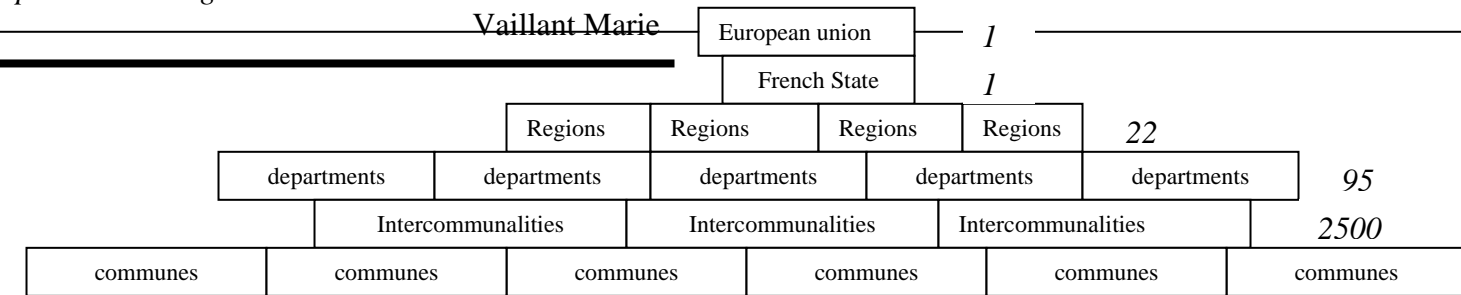 Vaillant Marie European union 1
French State 1
Regions Regions Regions Regions 22
departments departments departments departments departments 95
Intercommunalities Intercommunalities Intercommunalities 2500
communes communes communes communes communes communes